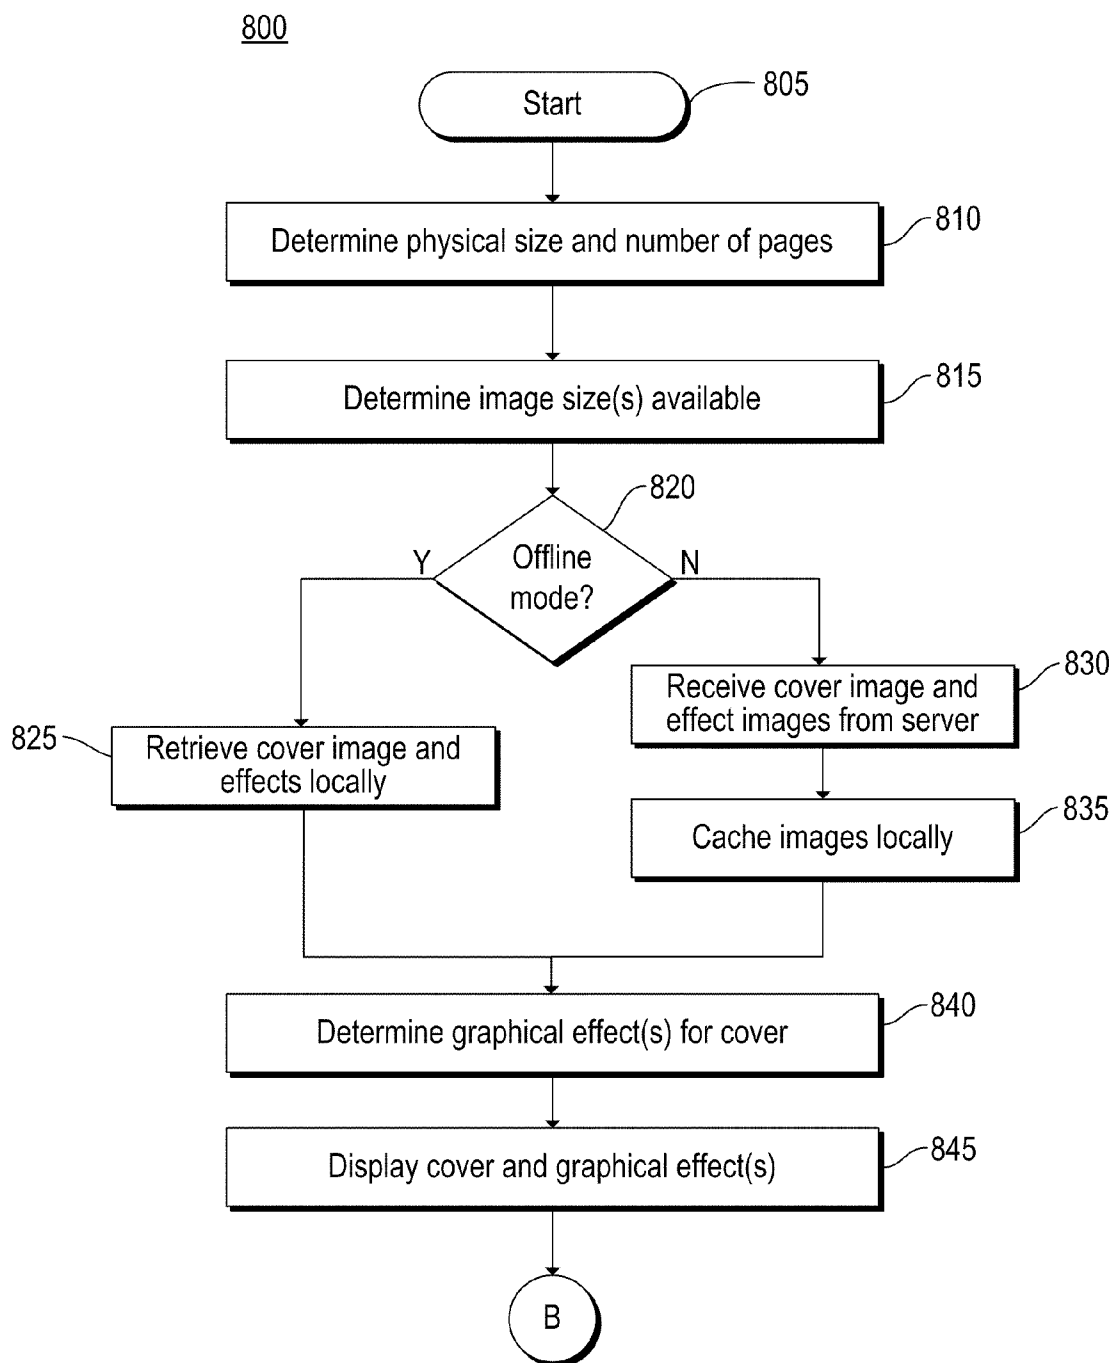 800
Start
805
Determine physical size and number of pages
810
Determine image size(s) available
815
820
Offline
mode?
Y
N
Receive cover image and
effect images from server
830
825
Retrieve cover image and
effects locally
Cache images locally
835
Determine graphical effect(s) for cover
840
Display cover and graphical effect(s)
845
B